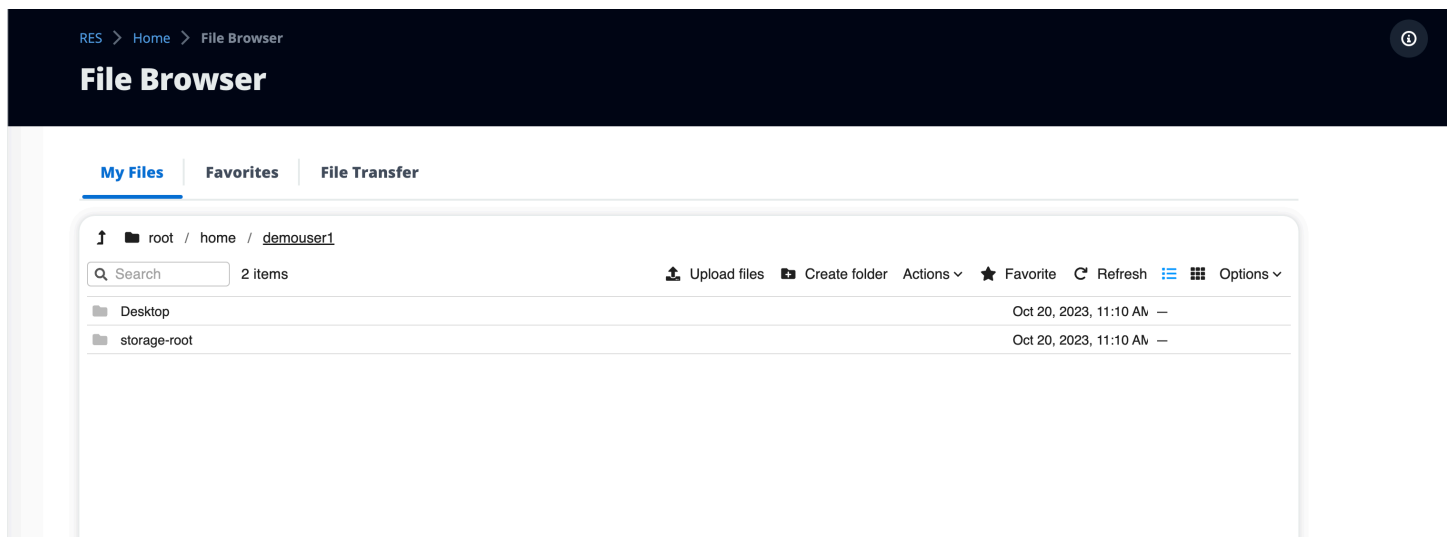 RES > Home > File Browser
File Browser
My Files Favorites File Transfer
root / home / demouser1
Search 2 items Upload files Create folder Actions Favorite Refresh Options
Desktop Oct 20, 2023, 11:10 AM —
storage-root Oct 20, 2023, 11:10 AM —